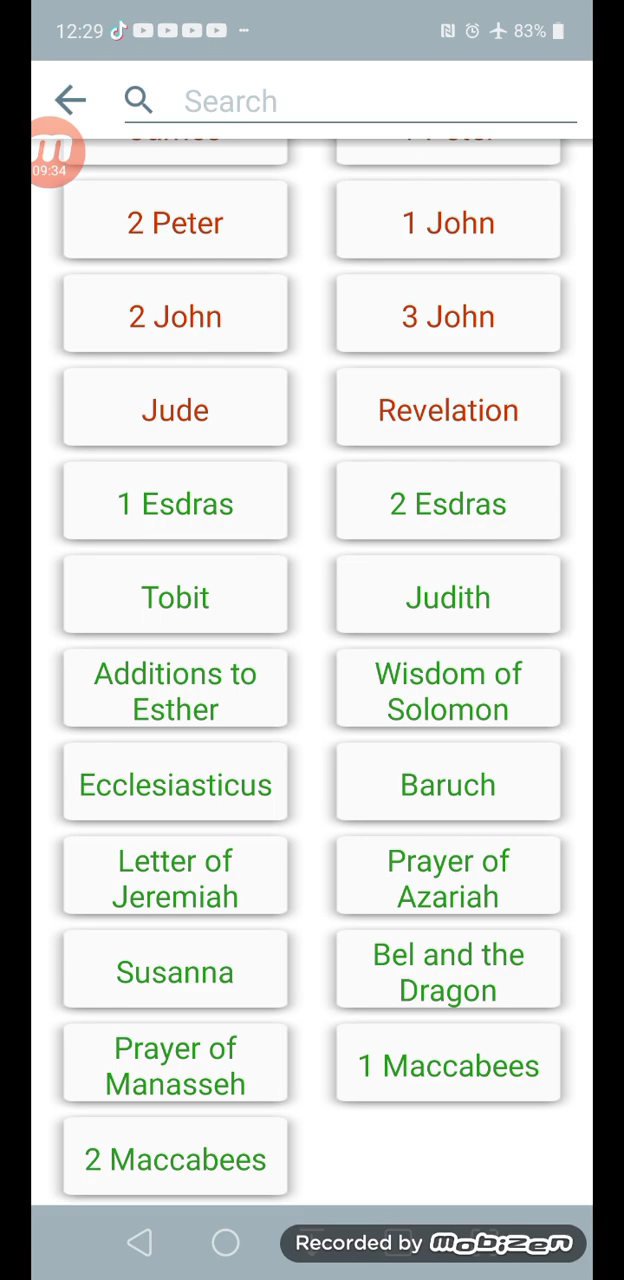 12:29
83%
Search
09:34
2 Peter
1 John
2 John
3 John
Jude
Revelation
1 Esdras
2 Esdras
Tobit
Judith
Additions to
Esther
Wisdom of
Solomon
Ecclesiasticus
Baruch
Letter of
Jeremiah
Prayer of
Azariah
Susanna
Bel and the
Dragon
Prayer of
Manasseh
1 Maccabees
2 Maccabees
Recorded by mobizen